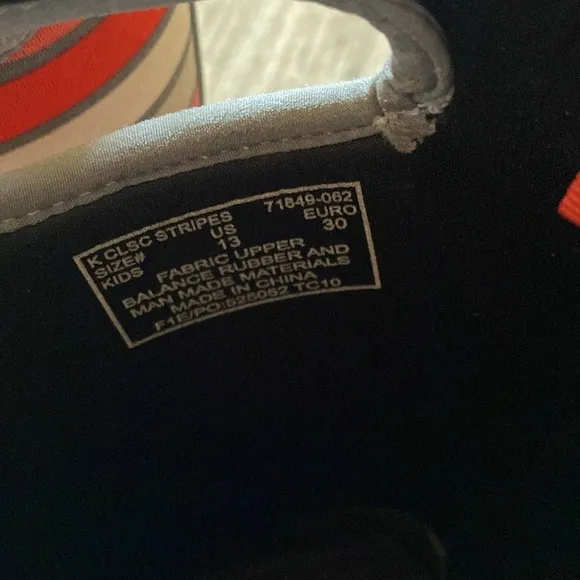 K CLSC STRIPES 71849-062
SIZE# US EURO
KIDS 13 30
FABRIC UPPER
BALANCE RUBBER AND
MAN MADE MATERIALS
MADE IN CHINA
F1E/PO:525052 TC10